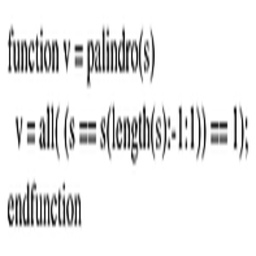 function v = palindro(s)
v = all( (s == s(length(s):-1:1)) == 1);
endfunction